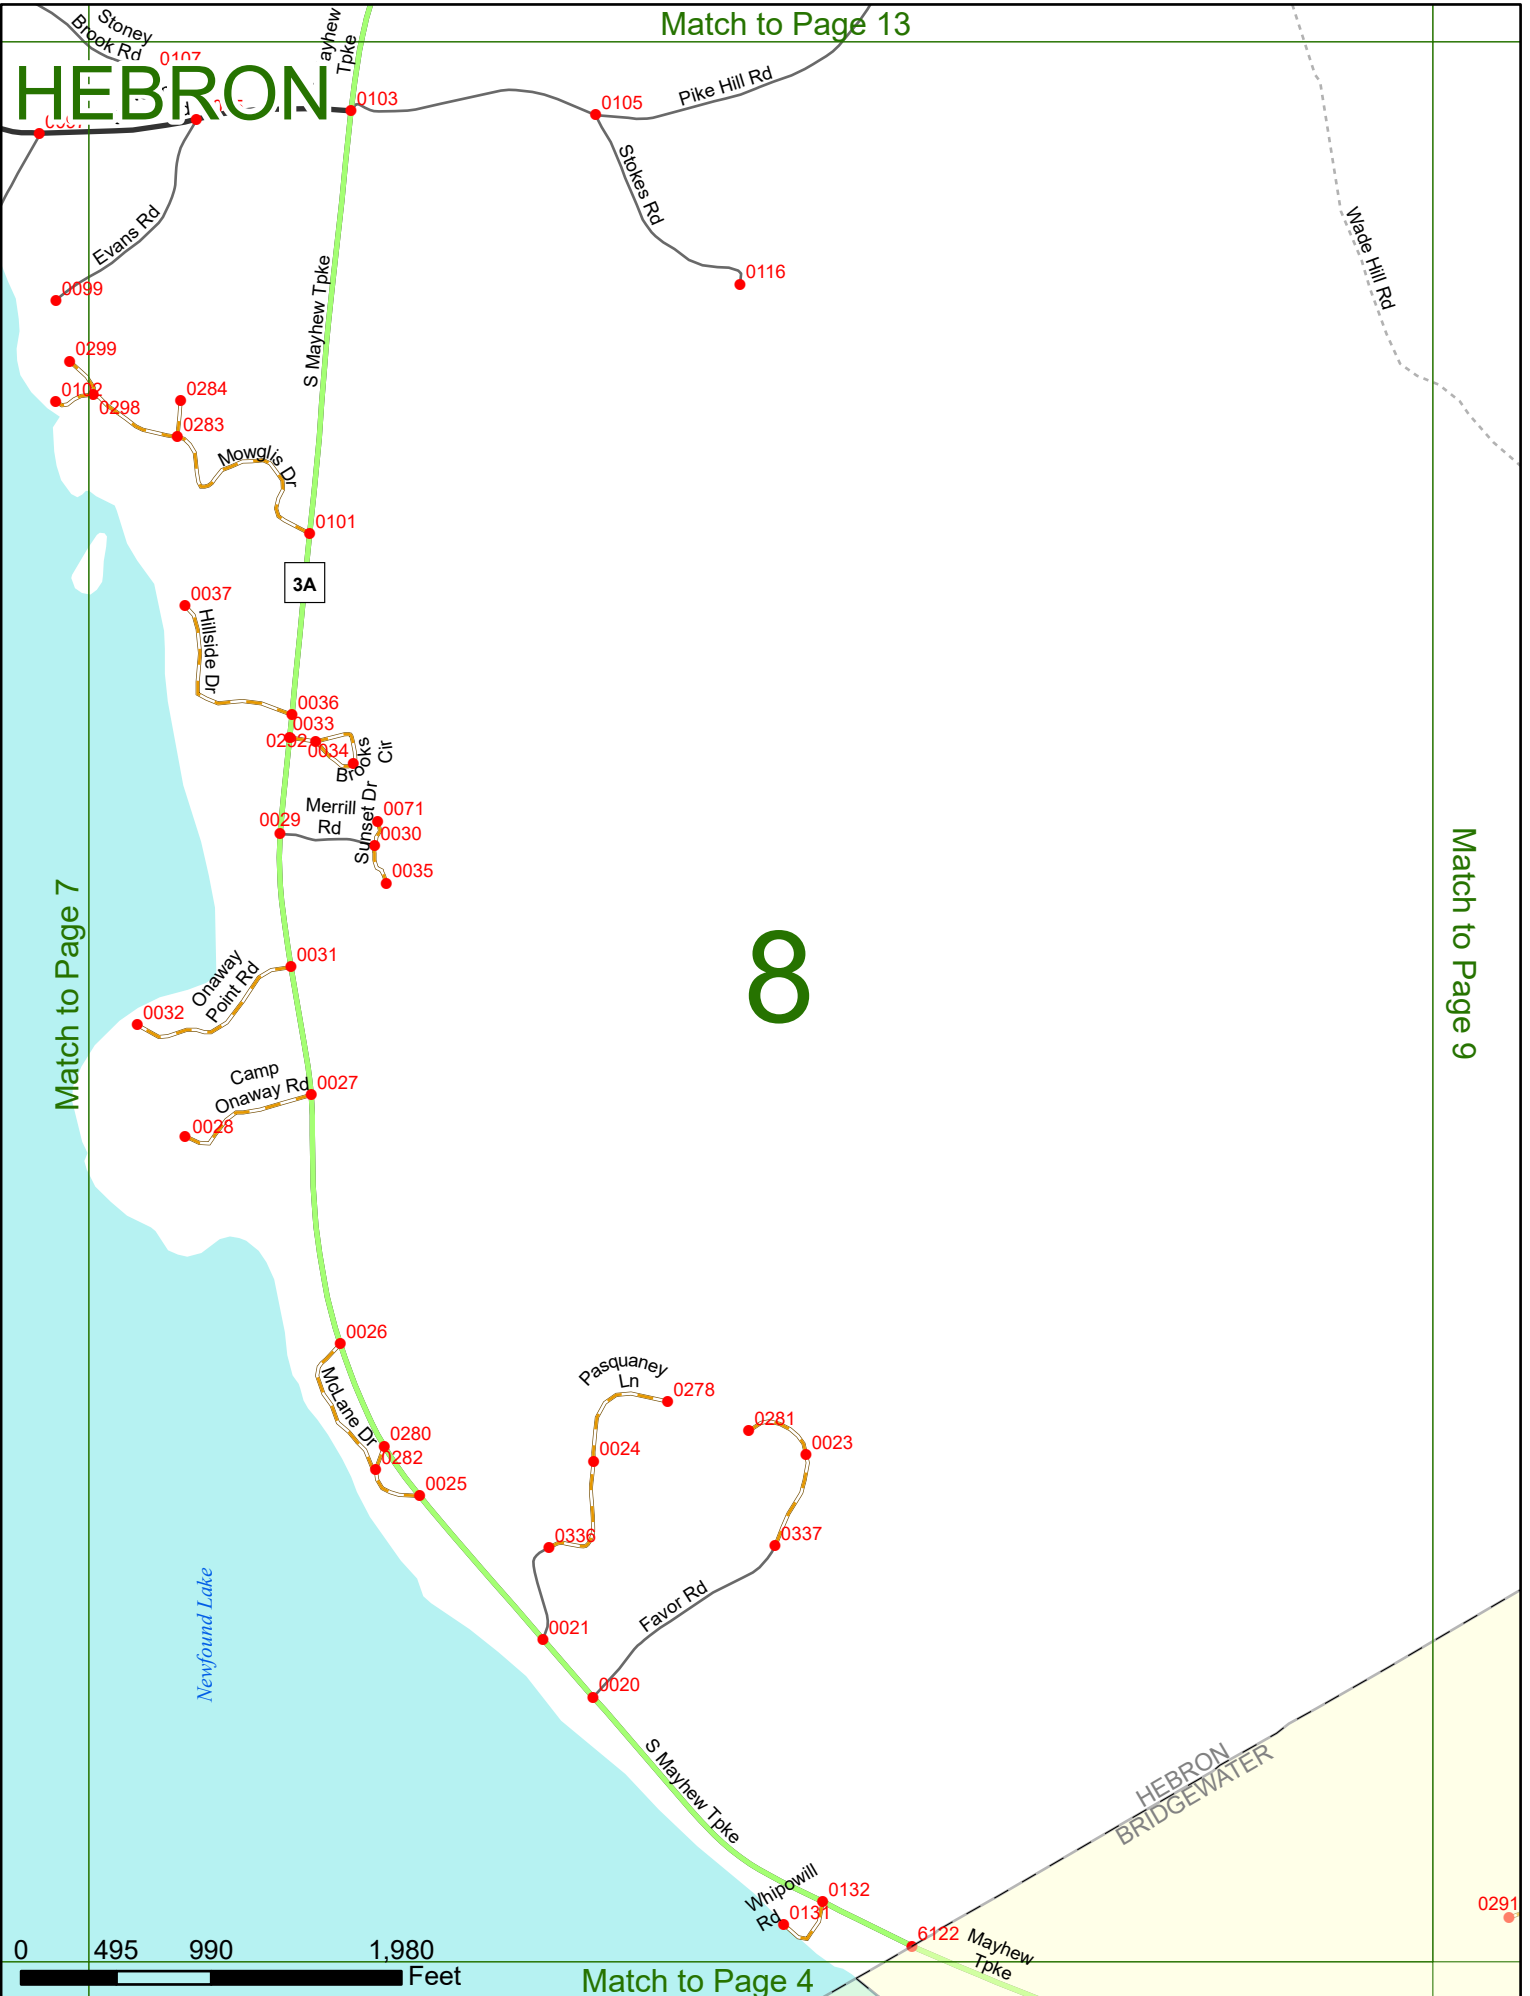 Match to Page 13
Stoney
Brook Rd
ayhew
Tpke
0107
HEBRON
0103
0105
Pike Hill Rd
Stokes Rd
Evans Rd
0099
0116
Wade Hill Rd
S Mayhew Tpke
0299
0102
0298
0284
0283
Mowglis Dr
0101
3A
0037
Hillside Dr
0036
0033
0292
0034
Brooks
Cir
Merrill
Rd
Sunset Dr
0071
0029
0030
0035
Match to Page 7
Match to Page 9
8
0031
Onaway
Point Rd
0032
Camp
Onaway Rd
0027
0028
0026
McLane Dr
0280
0282
0025
Pasquaney
Ln
0278
0281
0024
0023
0336
0337
Favor Rd
0021
0020
Newfound Lake
S Mayhew Tpke
HEBRON
BRIDGEWATER
Whipowill
Rd
0131
0132
6122
Mayhew
Tpke
0291
0 495 990 1,980
Feet
Match to Page 4